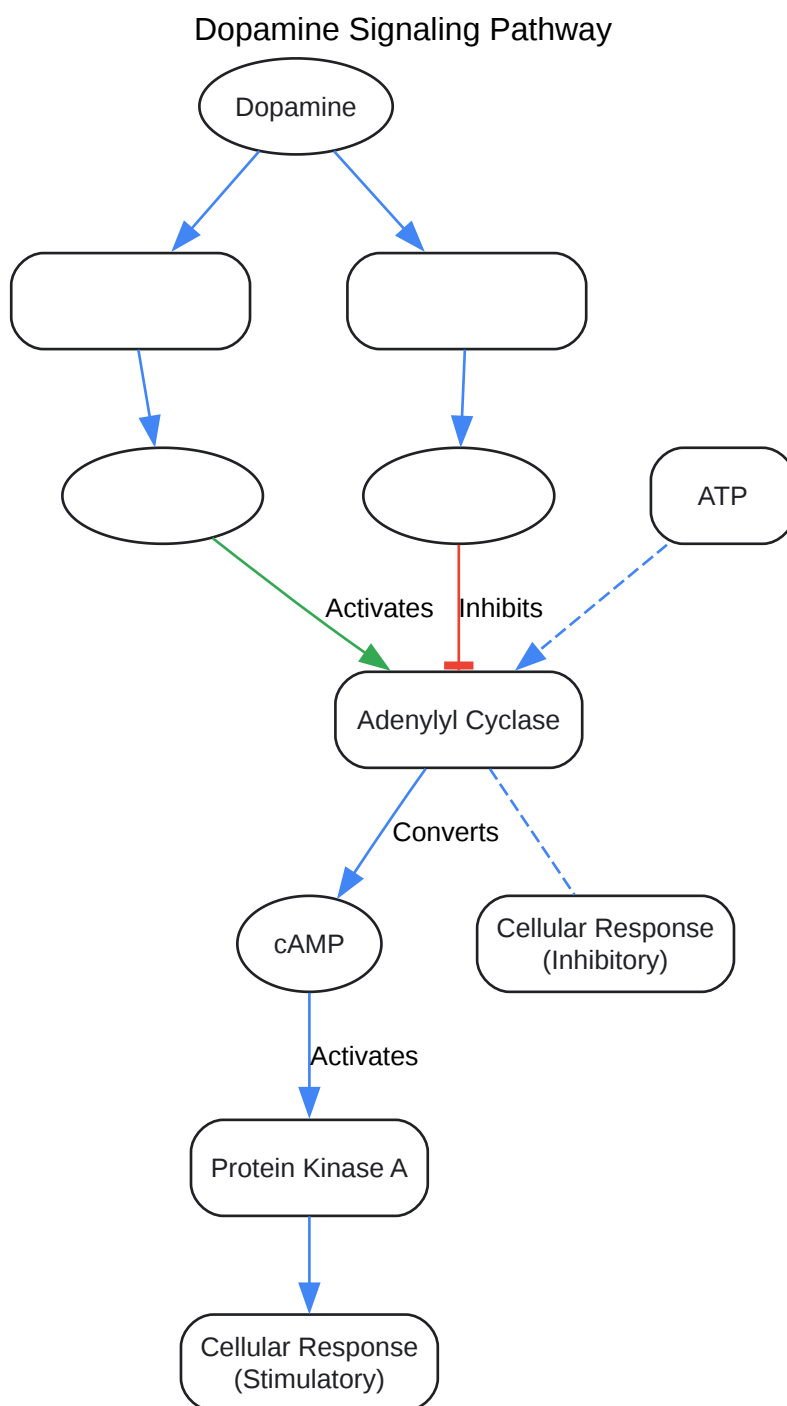 Dopamine Signaling Pathway
Dopamine
ATP
Activates
Inhibits
Adenylyl Cyclase
Converts
cAMP
Cellular Response
(Inhibitory)
Activates
Protein Kinase A
Cellular Response
(Stimulatory)